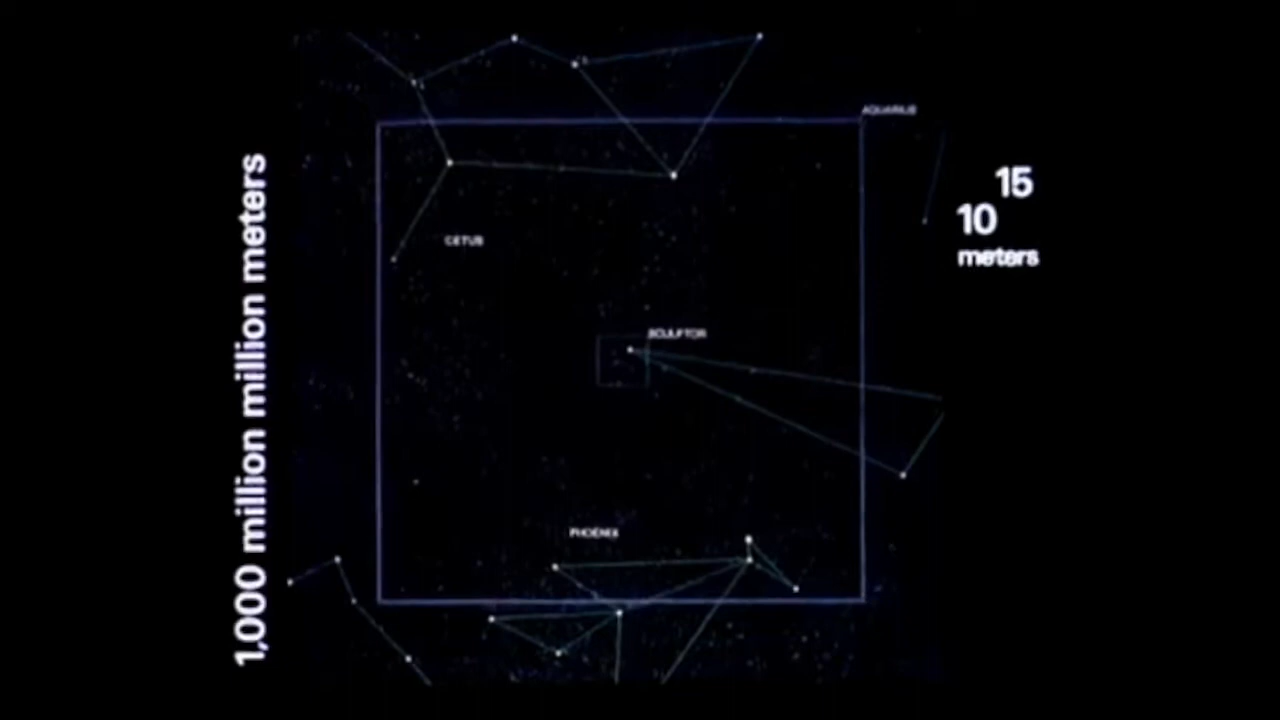 1,000 million million meters
AQUARIUS
15
10
meters
CETUS
SCULPTOR
PHOENIX